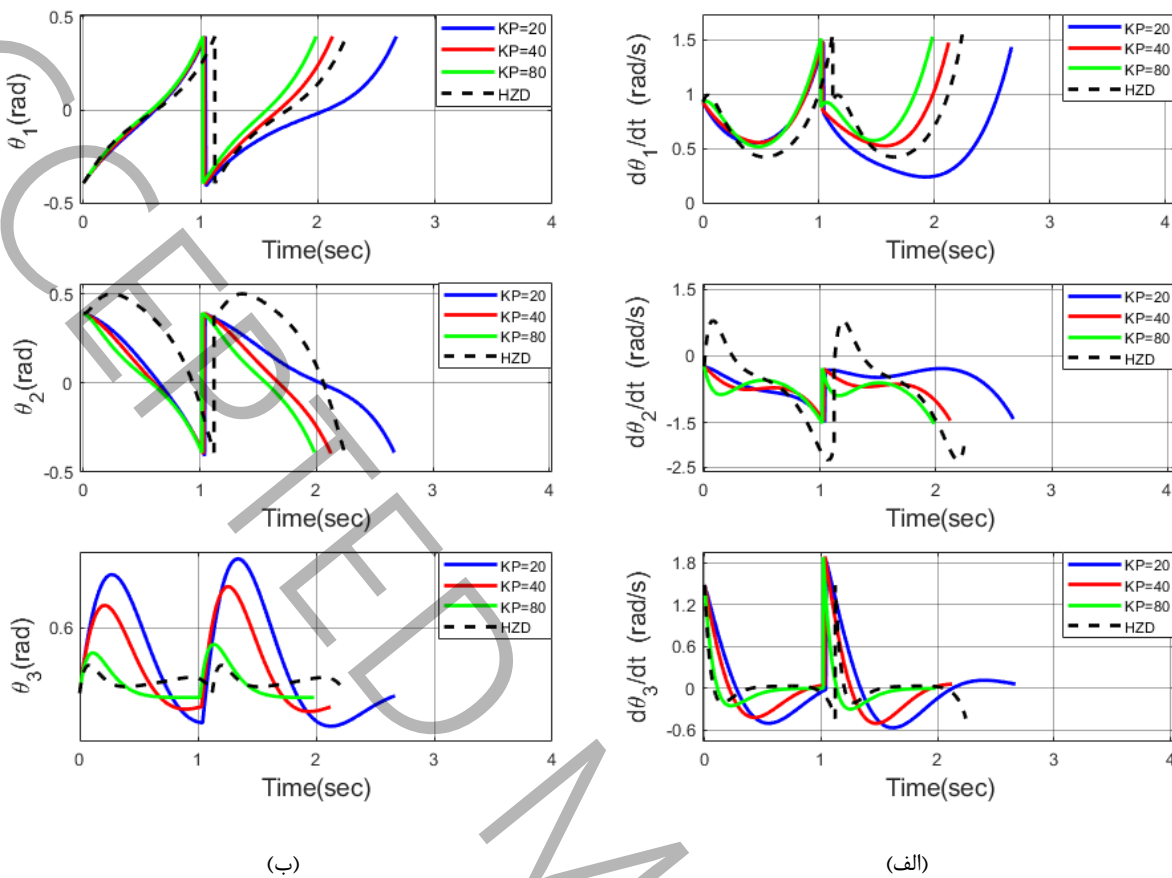 0.5
0
-0.5
θ1(rad)
0 1 2 3 4
Time(sec)
KP=20
KP=40
KP=80
HZD
1.5
1
0.5
0
dθ1/dt (rad/s)
0 1 2 3 4
Time(sec)
KP=20
KP=40
KP=80
HZD
0.5
0
-0.5
θ2(rad)
0 1 2 3 4
Time(sec)
KP=20
KP=40
KP=80
HZD
1.5
0
-1.5
-2.5
dθ2/dt (rad/s)
0 1 2 3 4
Time(sec)
KP=20
KP=40
KP=80
HZD
0.6
θ3(rad)
0 1 2 3 4
Time(sec)
KP=20
KP=40
KP=80
HZD
1.8
1.2
0.6
0
-0.6
dθ3/dt (rad/s)
0 1 2 3 4
Time(sec)
KP=20
KP=40
KP=80
HZD
(ب) (الف)
CEPTED M